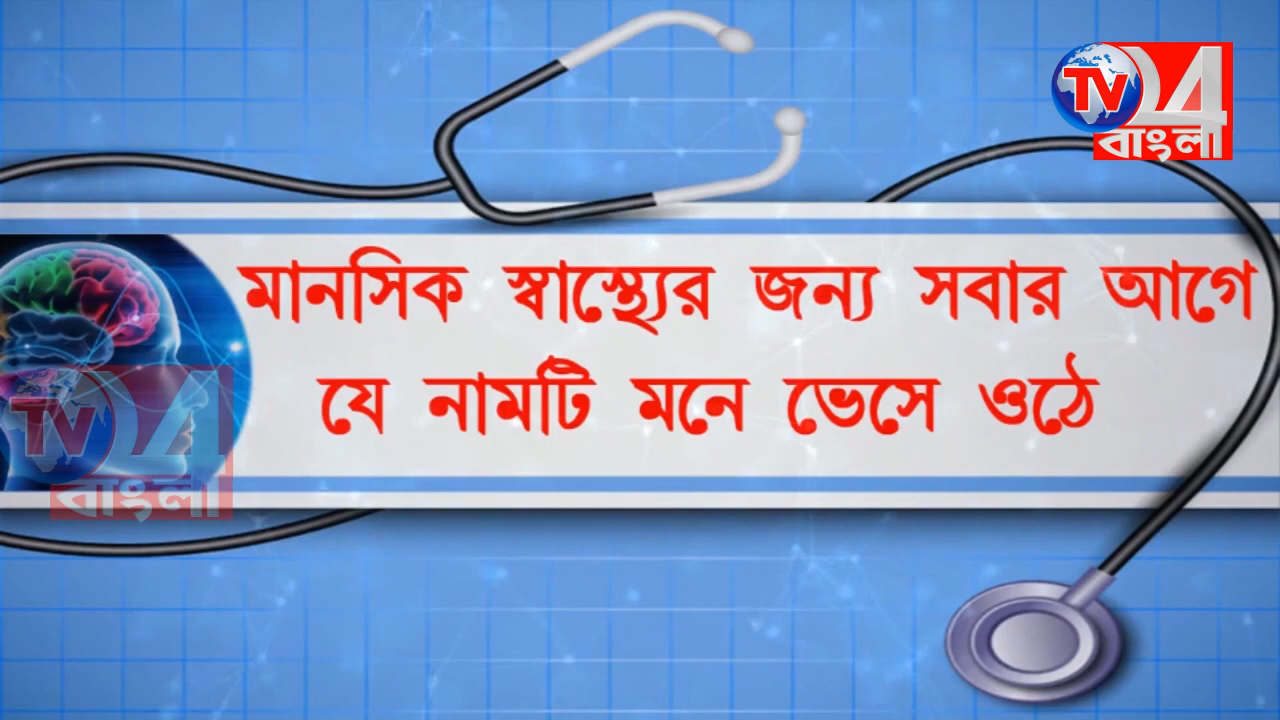 TV 24
বাংলা
মানসিক স্বাস্থ্যের জন্য সবার আগে
যে নামটি মনে ভেসে ওঠে
TV 24
বাংলা